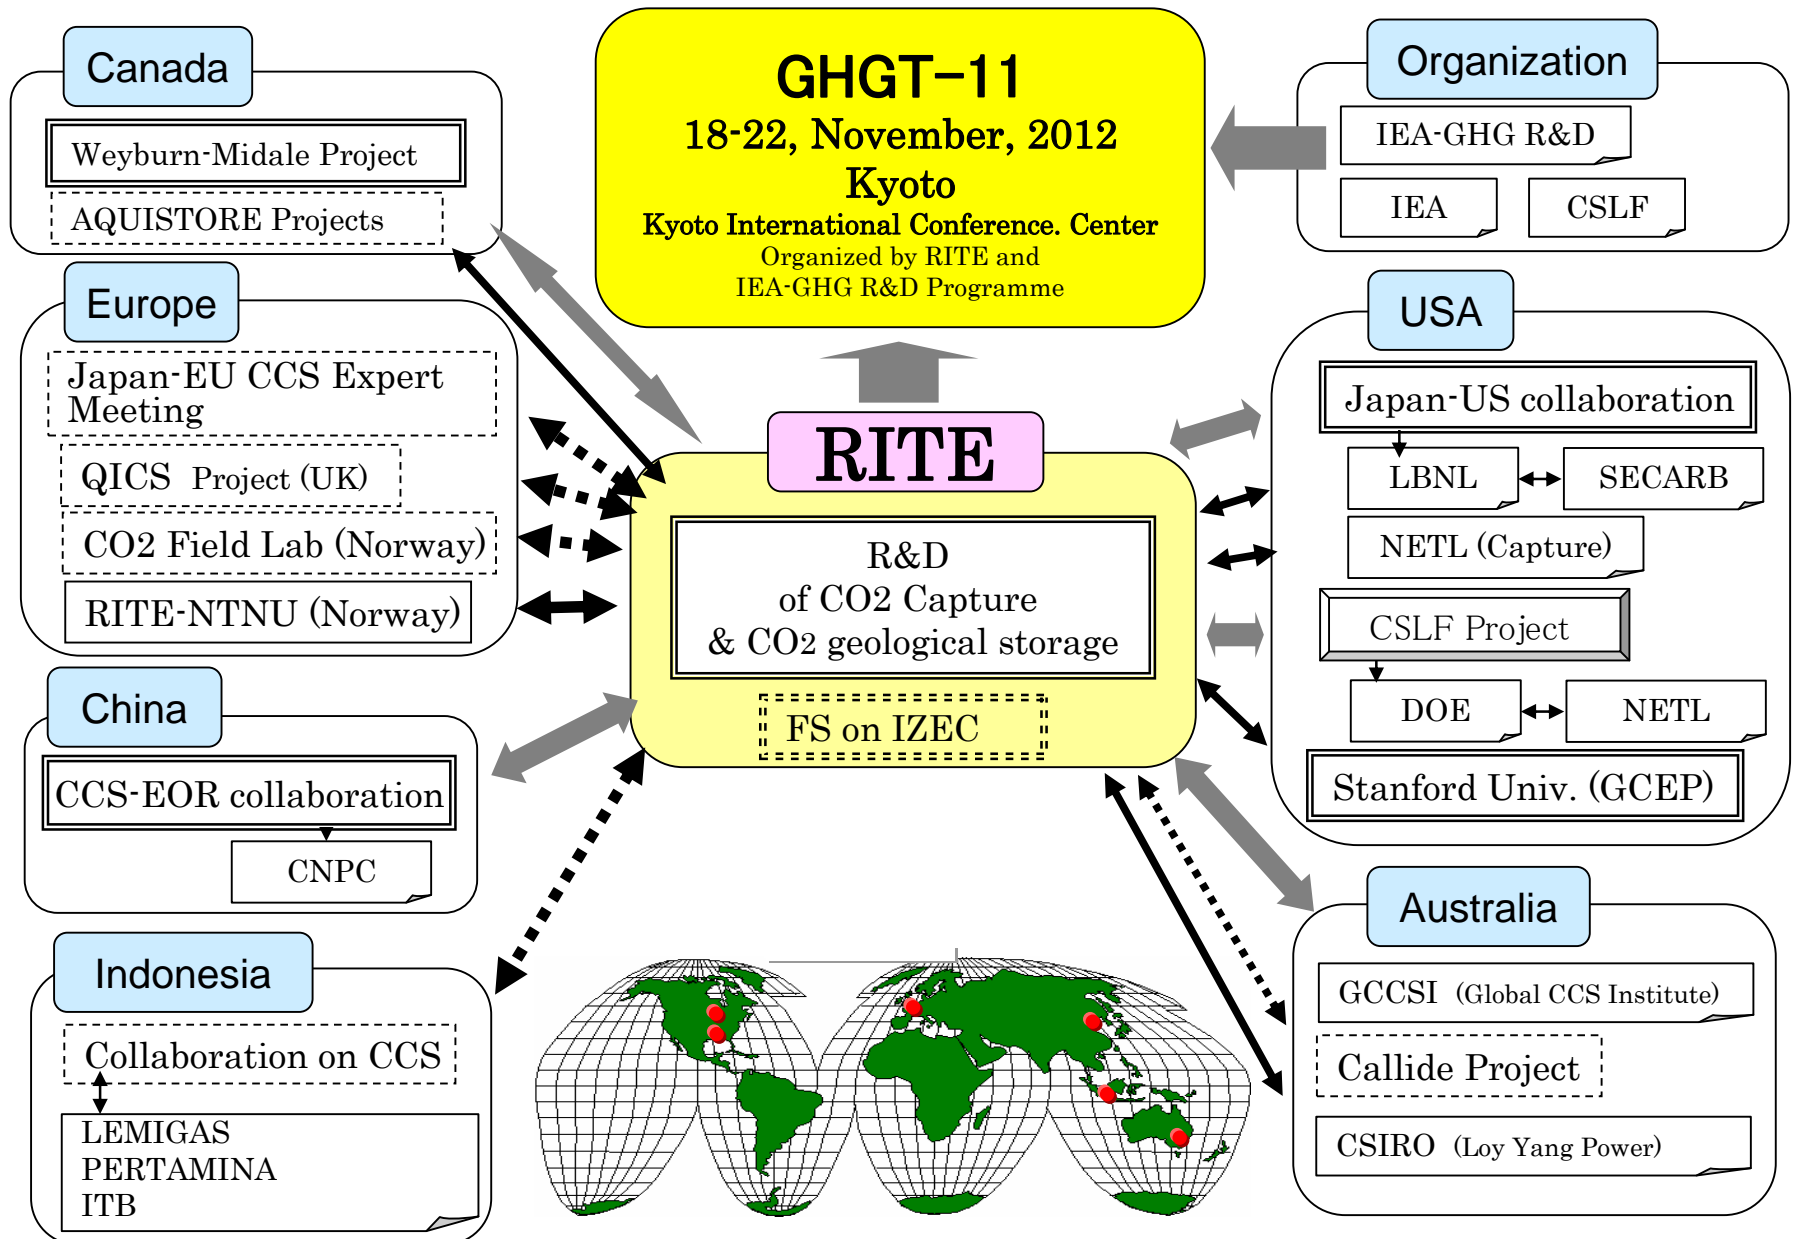 Canada
Weyburn-Midale Project
AQUISTORE Projects
Europe
Japan-EU CCS Expert
Meeting
QICS Project (UK)
CO2 Field Lab (Norway)
RITE-NTNU (Norway)
China
CCS-EOR collaboration
CNPC
Indonesia
Collaboration on CCS
LEMIGAS
PERTAMINA
ITB
GHGT-11
18-22, November, 2012
Kyoto
Kyoto International Conference. Center
Organized by RITE and
IEA-GHG R&D Programme
RITE
R&D
of CO2 Capture
& CO2 geological storage
FS on IZEC
Organization
IEA-GHG R&D
IEA
CSLF
USA
Japan-US collaboration
LBNL
SECARB
NETL (Capture)
CSLF Project
DOE
NETL
Stanford Univ. (GCEP)
Australia
GCCSI (Global CCS Institute)
Callide Project
CSIRO (Loy Yang Power)